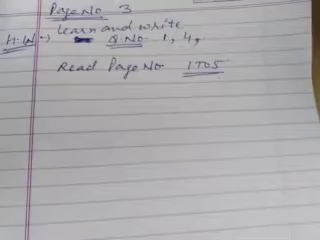 Page No 3
H.W→ Learn and write
Q.No. 1, 4,
Read Page No 1 TO 5